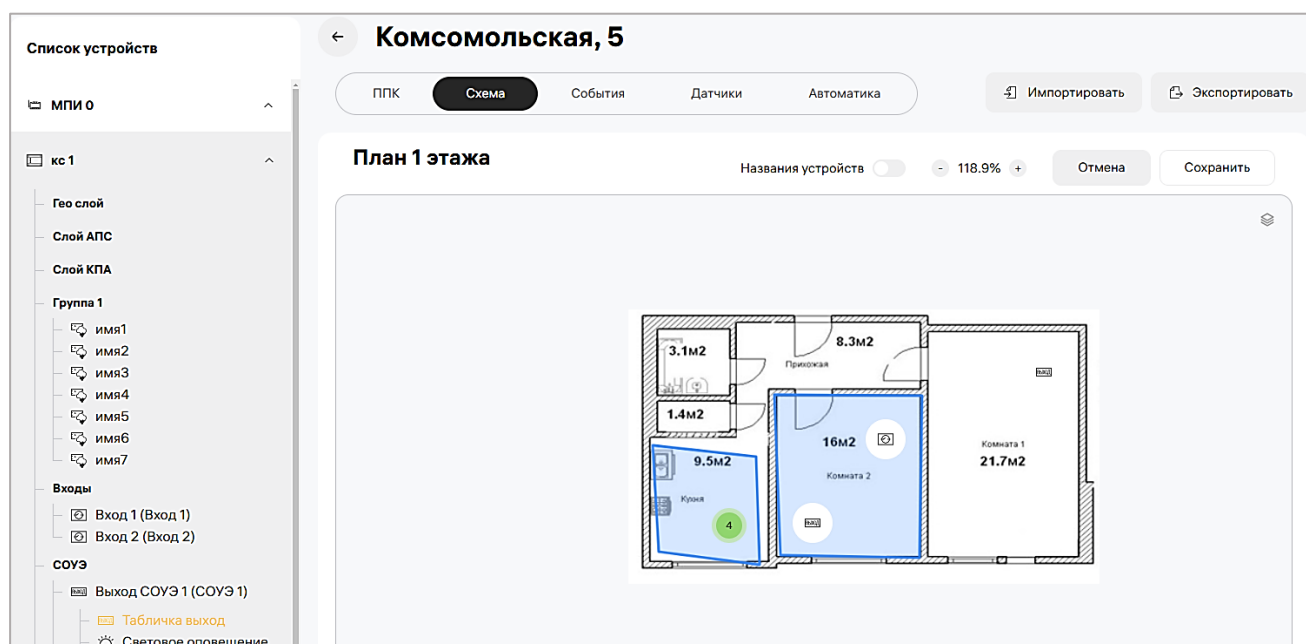 Список устройств
МПИ 0
кс 1
Гео слой
Слой АПС
Слой КПА
Группа 1
имя1
имя2
имя3
имя4
имя5
имя6
имя7
Входы
Вход 1 (Вход 1)
Вход 2 (Вход 2)
СОУЭ
Выход СОУЭ 1 (СОУЭ 1)
Табличка выход
Световое оповещение
Комсомольская, 5
ППК Схема События Датчики Автоматика
Импортировать Экспортировать
План 1 этажа
Названия устройств - 118.9% + Отмена Сохранить
3.1м2
8.3м2
Прихожая
1.4м2
16м2
Комната 1
21.7м2
9.5м2
Комната 2
Кухня
4